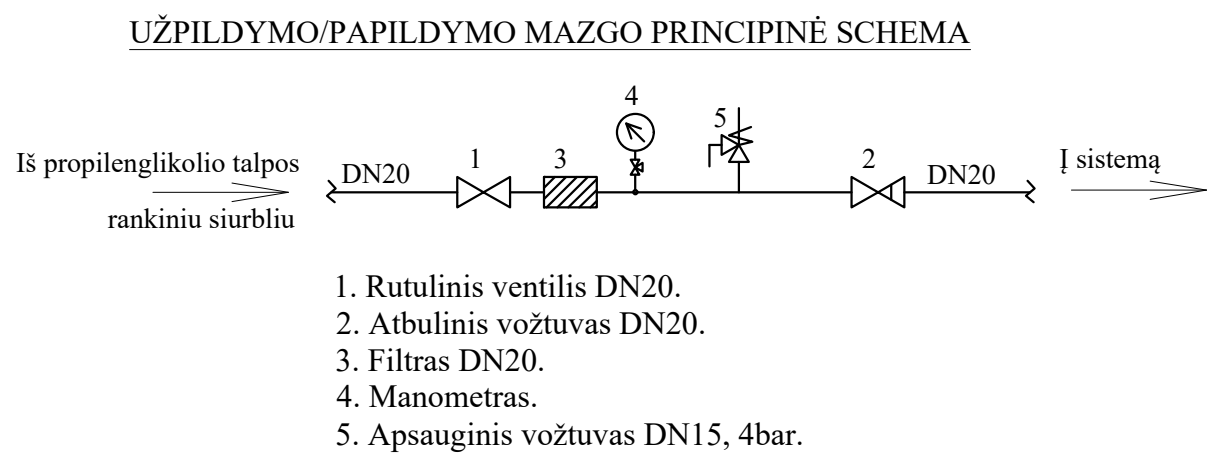 UŽPILDYMO/PAPILDYMO MAZGO PRINCIPINĖ SCHEMA
4
5
Iš propilenglikolio talpos
DN20
1
3
2
DN20
Į sistemą
rankiniu siurbliu
1. Rutulinis ventilis DN20.
2. Atbulinis vožtuvas DN20.
3. Filtras DN20.
4. Manometras.
5. Apsauginis vožtuvas DN15, 4bar.